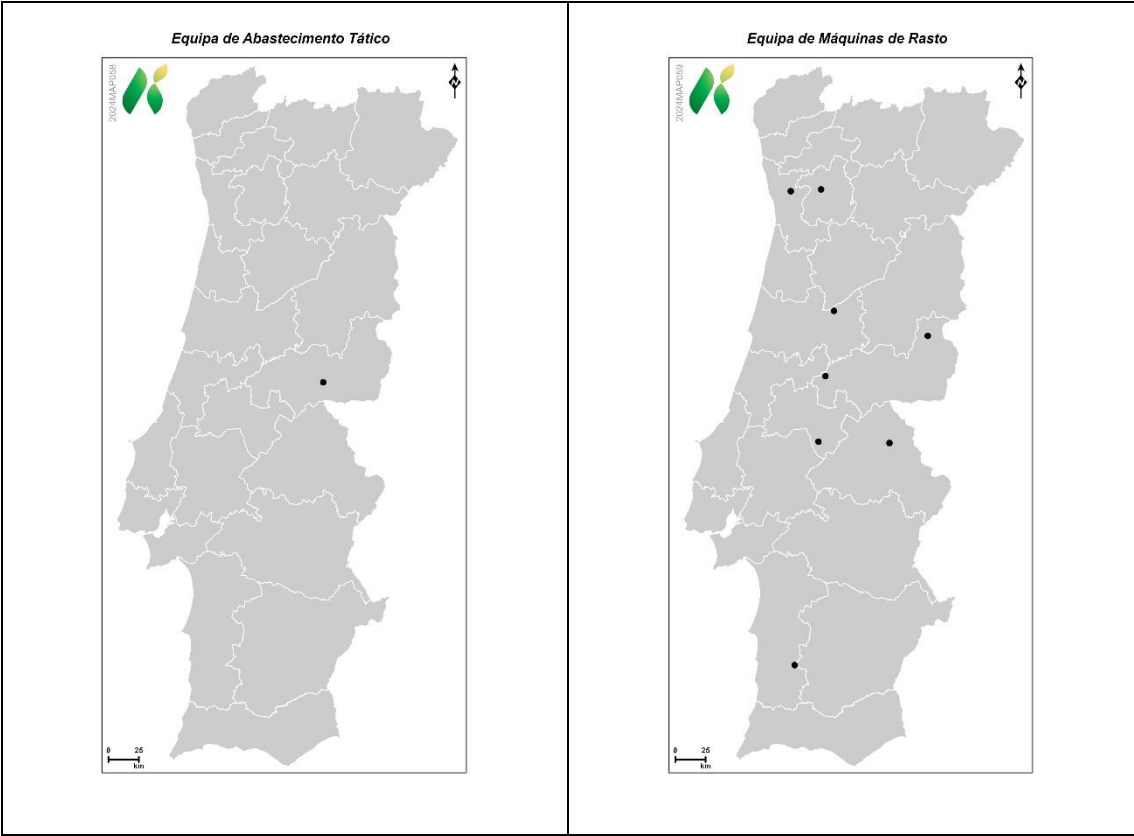 Equipa de Abastecimento Tático
2024MAP058
N
0 25
km
Equipa de Máquinas de Rasto
2024MAP059
N
0 25
km